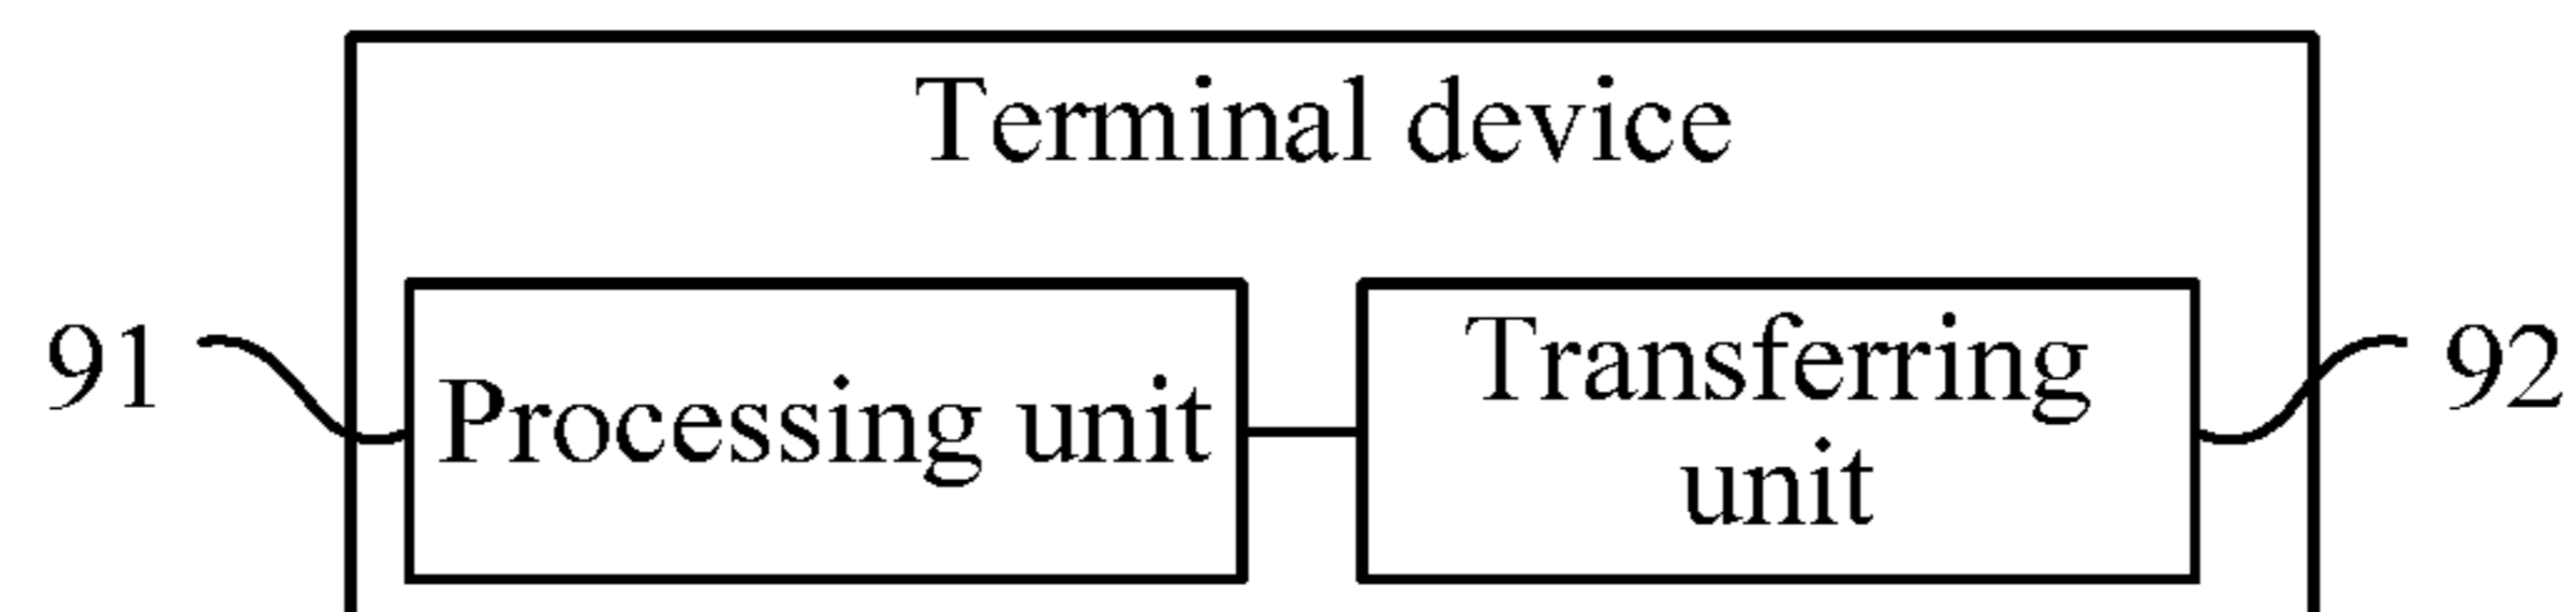 Terminal device
91
Processing unit
Transferring
unit
92